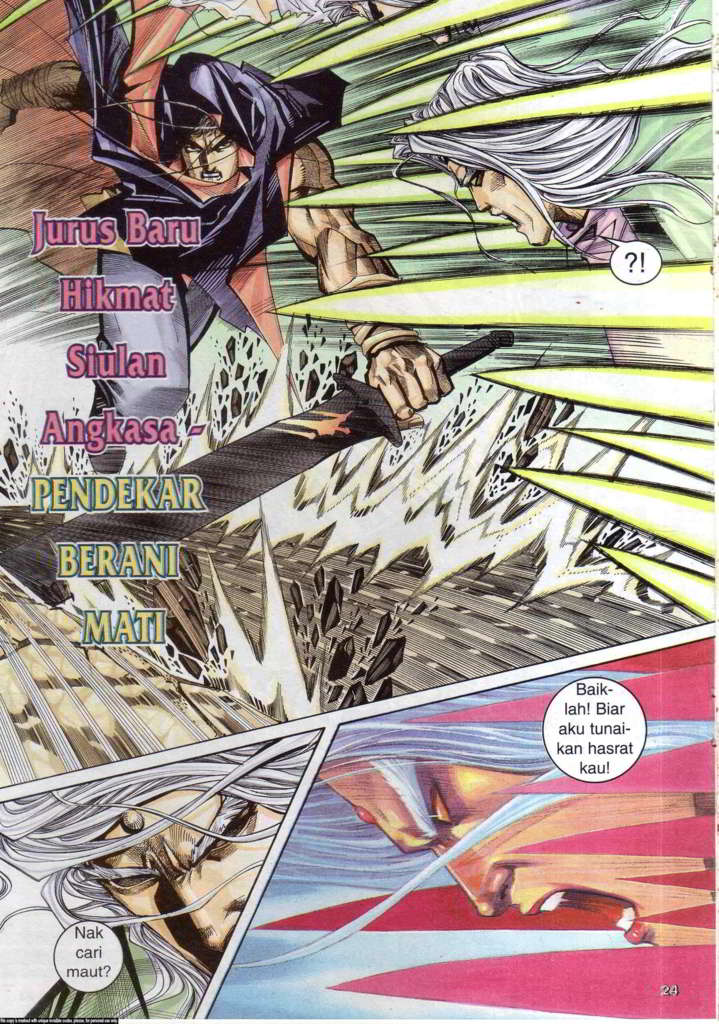 Jurus Baru
Hikmat
Siulan
Angkasa -
PENDEKAR
BERANI
MATI
?!
Baik-
lah! Biar
aku tunai-
kan hasrat
kau!
Nak
cari
maut?
24